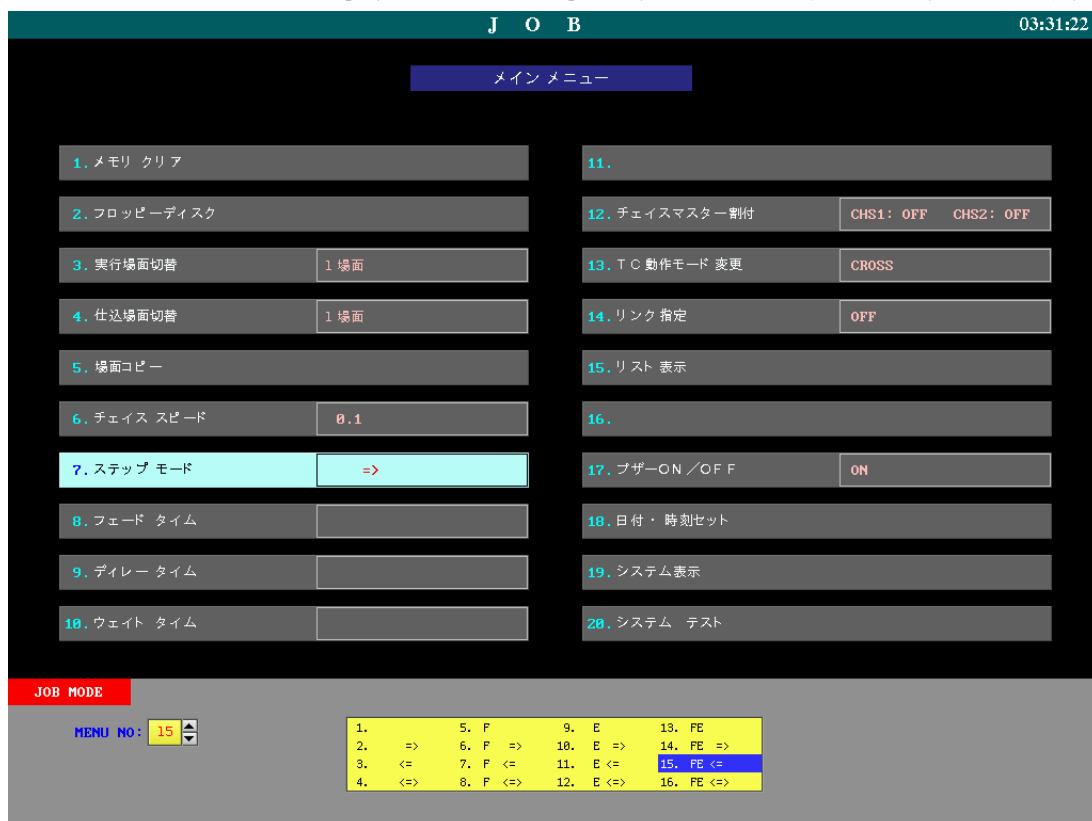 J O B 03:31:22
メイン メニュー
1.メモリ クリア
2.フロッピーディスク
3.実行場面切替 1場面
4.仕込場面切替 1場面
5.場面コピー
6.チェイス スピード 0.1
7.ステップ モード =>
8.フェード タイム
9.ディレー タイム
10.ウェイト タイム
11.
12.チェイスマスター割付 CHS1: OFF CHS2: OFF
13.TC動作モード 変更 CROSS
14.リンク指定 OFF
15.リスト 表示
16.
17.ブザーON/OFF ON
18.日付・時刻セット
19.システム表示
20.システム テスト
JOB MODE
MENU NO: 15
1. 5. F 9. E 13. FE
2. => 6. F => 10. E => 14. FE =>
3. <= 7. F <= 11. E <= 15. FE <=
4. <=> 8. F <=> 12. E <=> 16. FE <=>